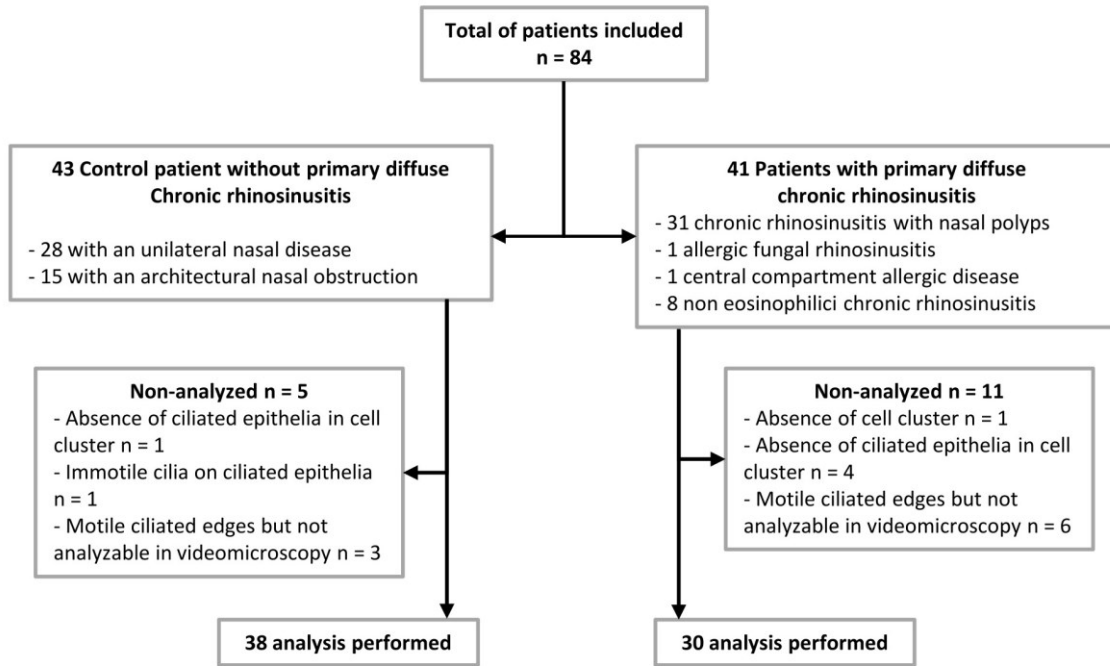 Total of patients included
n = 84
43 Control patient without primary diffuse
Chronic rhinosinusitis
- 28 with an unilateral nasal disease
- 15 with an architectural nasal obstruction
41 Patients with primary diffuse
chronic rhinosinusitis
- 31 chronic rhinosinusitis with nasal polyps
- 1 allergic fungal rhinosinusitis
- 1 central compartment allergic disease
- 8 non eosinophilici chronic rhinosinusitis
Non-analyzed n = 5
- Absence of ciliated epithelia in cell
cluster n = 1
- Immotile cilia on ciliated epithelia
n = 1
- Motile ciliated edges but not
analyzable in videomicroscopy n = 3
Non-analyzed n = 11
- Absence of cell cluster n = 1
- Absence of ciliated epithelia in cell
cluster n = 4
- Motile ciliated edges but not
analyzable in videomicroscopy n = 6
38 analysis performed
30 analysis performed